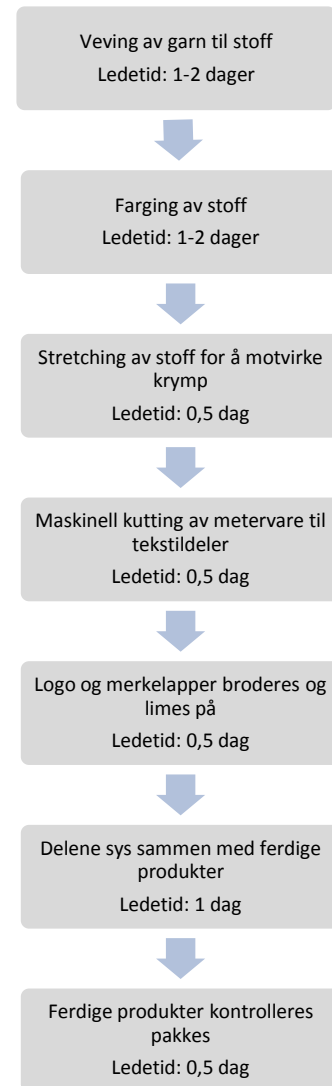 Veving av garn til stoff
Ledetid: 1-2 dager
Farging av stoff
Ledetid: 1-2 dager
Stretching av stoff for å motvirke
krymp
Ledetid: 0,5 dag
Maskinell kutting av metervare til
tekstildeler
Ledetid: 0,5 dag
Logo og merkelapper broderes og
limes på
Ledetid: 0,5 dag
Delene sys sammen med ferdige
produkter
Ledetid: 1 dag
Ferdige produkter kontrolleres
pakkes
Ledetid: 0,5 dag